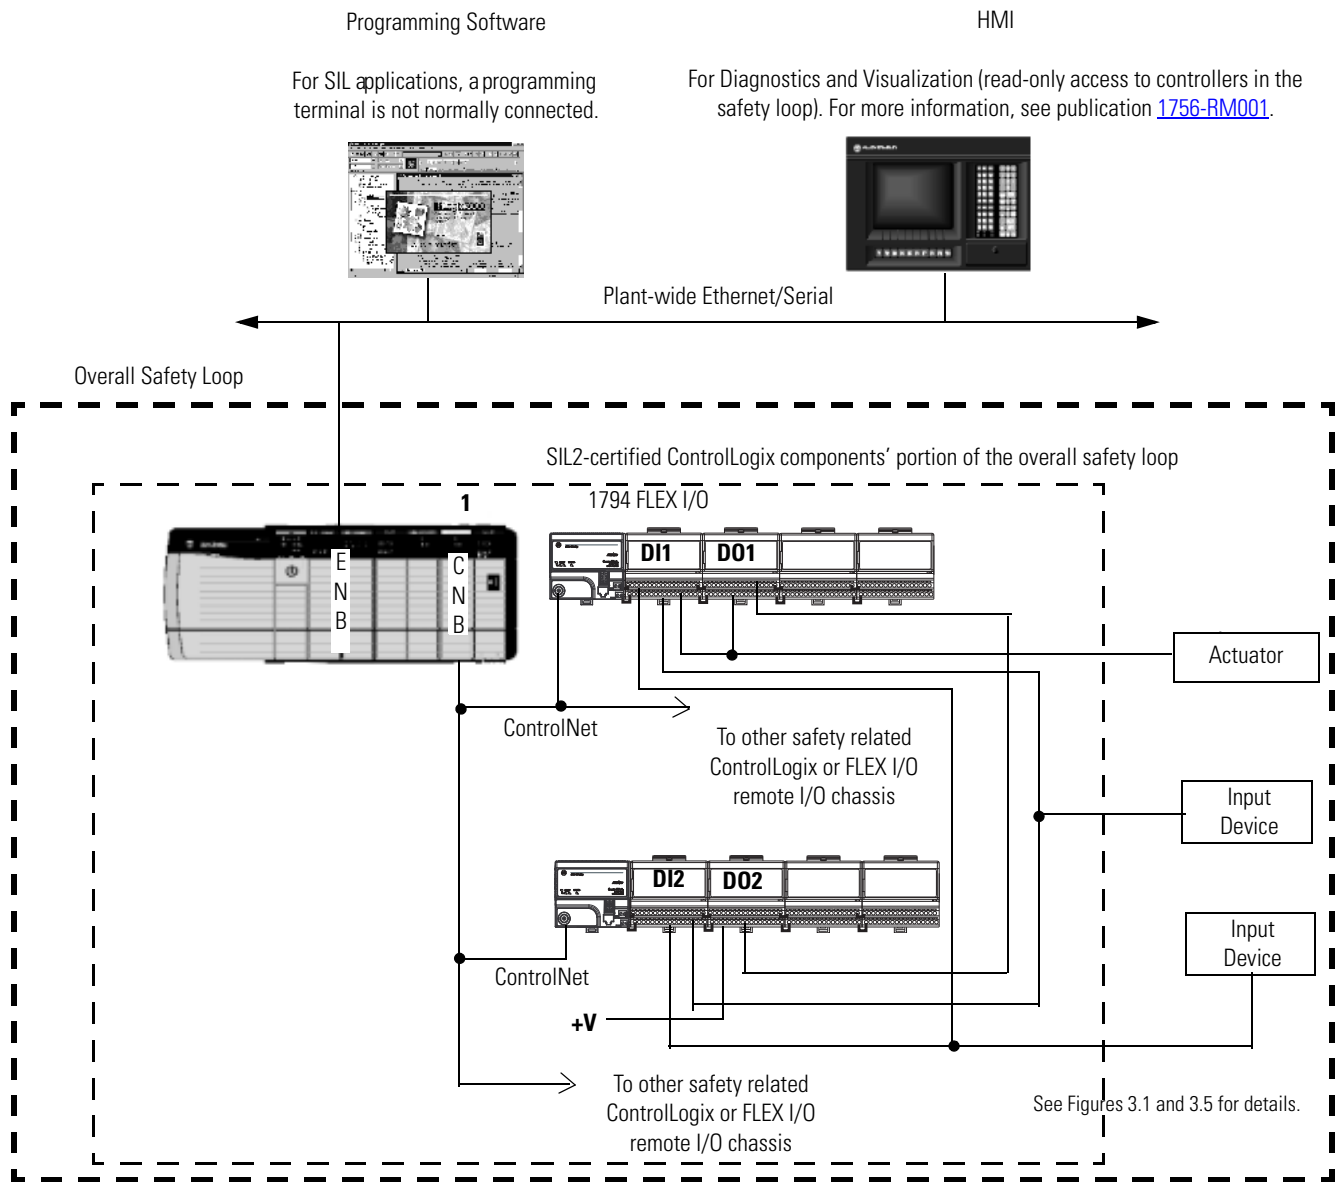 Programming Software
HMI
For SIL applications, a programming
terminal is not normally connected.
For Diagnostics and Visualization (read-only access to controllers in the
safety loop). For more information, see publication 1756-RM001.
Plant-wide Ethernet/Serial
Overall Safety Loop
SIL2-certified ControlLogix components' portion of the overall safety loop
1
1794 FLEX I/O
E
N
B
C
N
B
DI1
DO1
Actuator
ControlNet
To other safety related
ControlLogix or FLEX I/O
remote I/O chassis
Input
Device
DI2
DO2
Input
Device
ControlNet
+V
To other safety related
ControlLogix or FLEX I/O
remote I/O chassis
See Figures 3.1 and 3.5 for details.